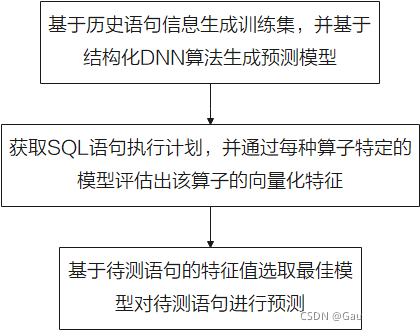 基于历史语句信息生成训练集，并基于
结构化DNN算法生成预测模型
获取SQL语句执行计划，并通过每种算子特定的
模型评估出该算子的向量化特征
基于待测语句的特征值选取最佳模
型对待测语句进行预测
CSDN @Gau